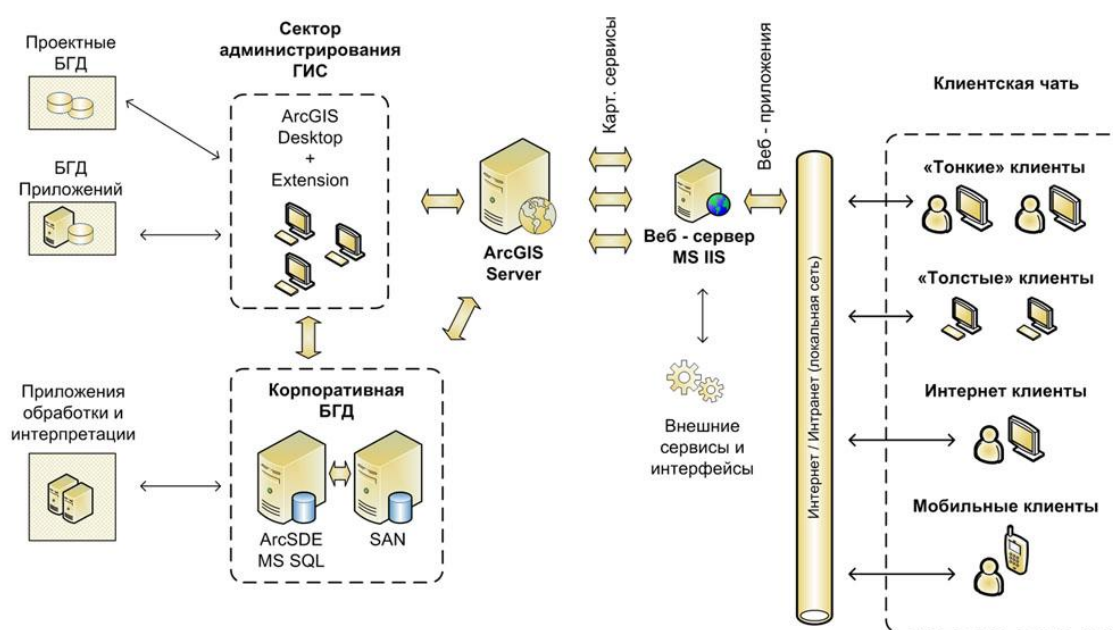 Проектные
БГД
БГД
Приложений
Приложения
обработки и
интерпретации
Сектор
администрирования
ГИС
ArcGIS
Desktop
+
Extension
Корпоративная
БГД
ArcSDE
MS SQL
SAN
ArcGIS
Server
Карт. сервисы
Веб - сервер
MS IIS
Внешние
сервисы и
интерфейсы
Веб - приложения
Интернет / Интранет (локальная сеть)
Клиентская чать
«Тонкие» клиенты
«Толстые» клиенты
Интернет клиенты
Мобильные клиенты